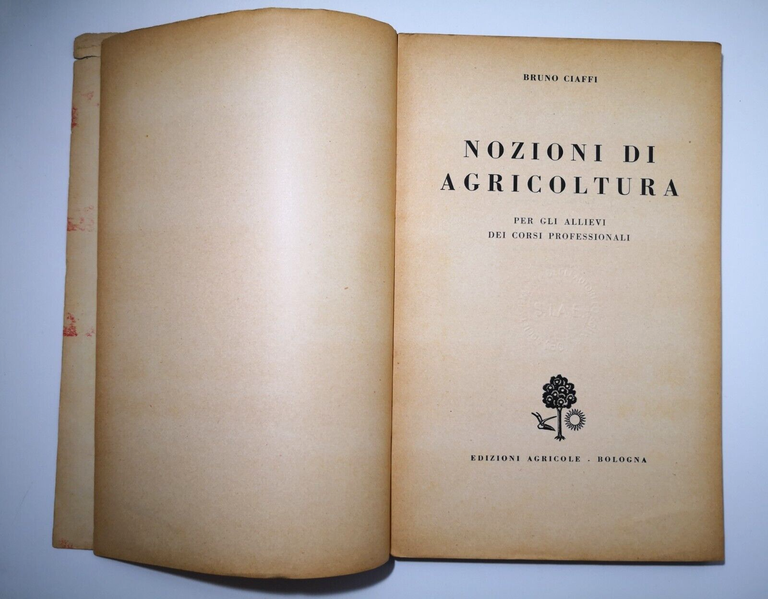 BRUNO CIAFFI
NOZIONI DI
AGRICOLTURA
PER GLI ALLIEVI
DEI CORSI PROFESSIONALI
EDIZIONI AGRICOLE - BOLOGNA